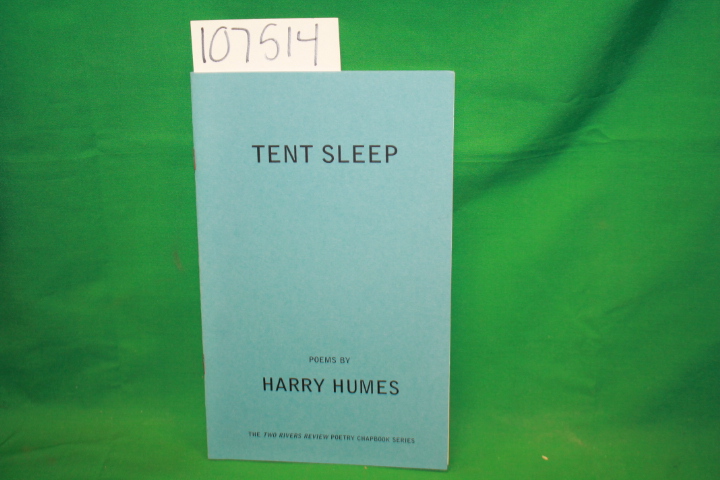 107514
TENT SLEEP
POEMS BY
HARRY HUMES
THE TWO RIVERS REVIEW POETRY CHAPBOOK SERIES